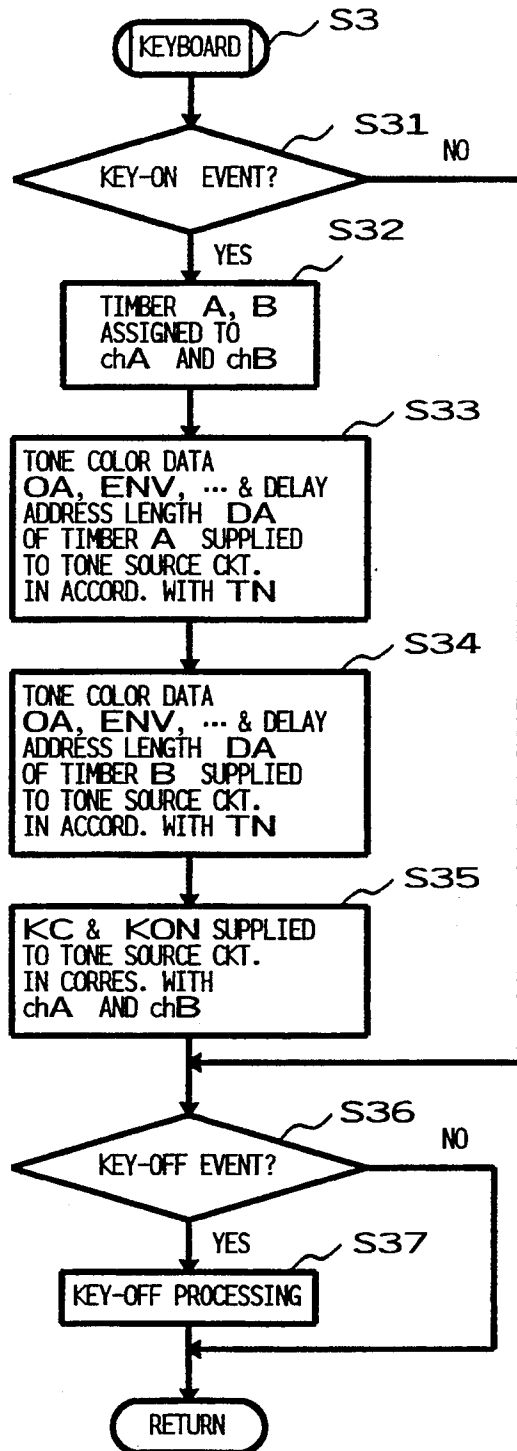 S3
KEYBOARD
S31
KEY-ON EVENT?
NO
YES
S32
TIMBER A, B
ASSIGNED TO
chA AND chB
S33
TONE COLOR DATA
OA, ENV, ··· & DELAY
ADDRESS LENGTH DA
OF TIMBER A SUPPLIED
TO TONE SOURCE CKT.
IN ACCORD. WITH TN
S34
TONE COLOR DATA
OA, ENV, ··· & DELAY
ADDRESS LENGTH DA
OF TIMBER B SUPPLIED
TO TONE SOURCE CKT.
IN ACCORD. WITH TN
S35
KC & KON SUPPLIED
TO TONE SOURCE CKT.
IN CORRES. WITH
chA AND chB
S36
KEY-OFF EVENT?
NO
YES
S37
KEY-OFF PROCESSING
RETURN